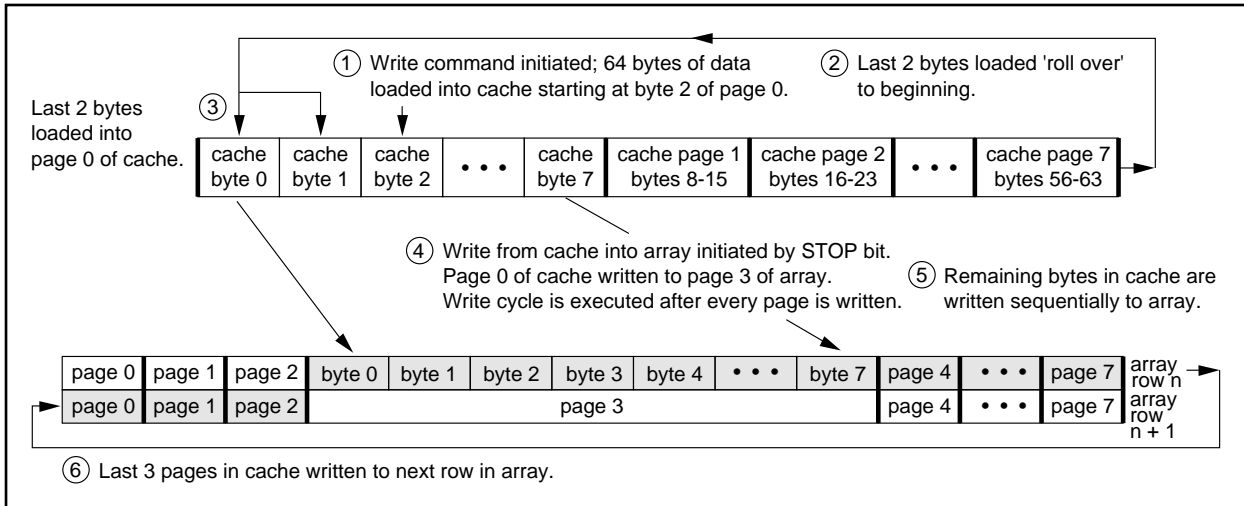 ① Write command initiated; 64 bytes of data
loaded into cache starting at byte 2 of page 0.
② Last 2 bytes loaded 'roll over'
to beginning.
Last 2 bytes
loaded into
page 0 of cache.
③
cache byte 0 cache byte 1 cache byte 2 • • • cache byte 7 cache page 1 bytes 8-15 cache page 2 bytes 16-23 • • • cache page 7 bytes 56-63
④ Write from cache into array initiated by STOP bit.
Page 0 of cache written to page 3 of array.
Write cycle is executed after every page is written.
⑤ Remaining bytes in cache are
written sequentially to array.
page 0 page 1 page 2 byte 0 byte 1 byte 2 byte 3 byte 4 • • • byte 7 page 4 • • • page 7 array row n
page 0 page 1 page 2 page 3 page 4 • • • page 7 array row n + 1
⑥ Last 3 pages in cache written to next row in array.